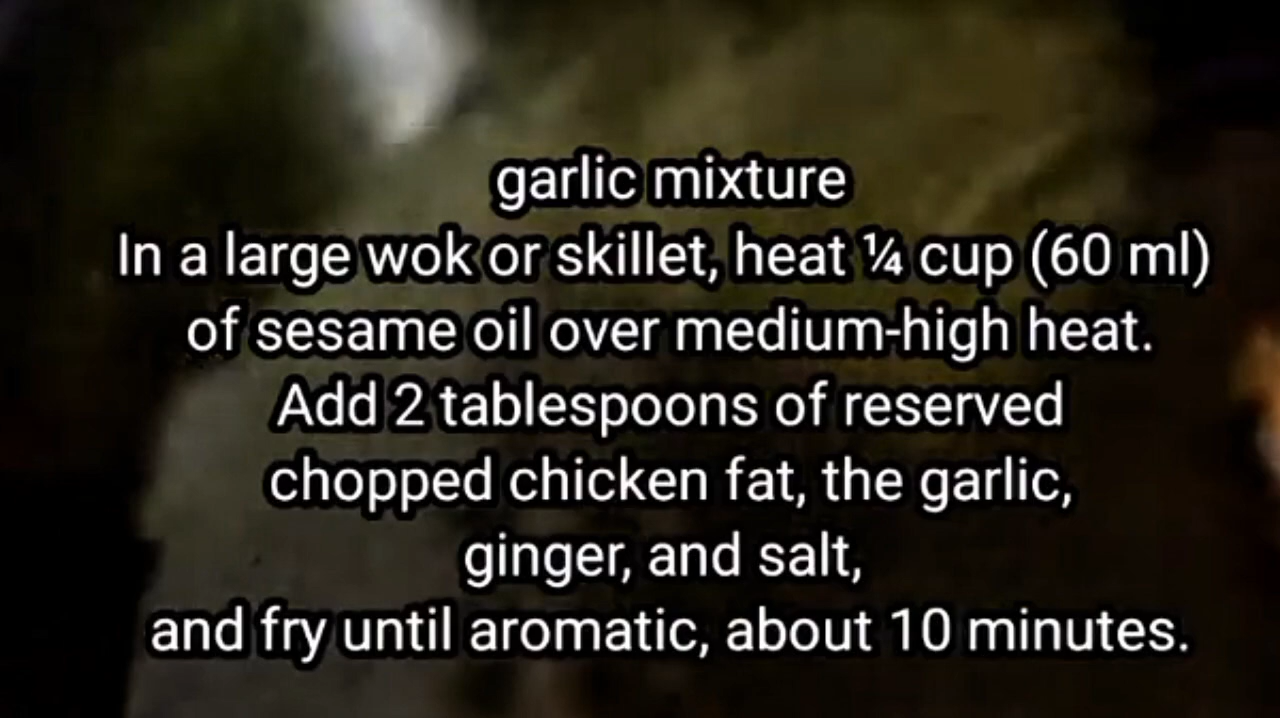 garlic mixture
In a large wok or skillet, heat ¼ cup (60 ml)
of sesame oil over medium-high heat.
Add 2 tablespoons of reserved
chopped chicken fat, the garlic,
ginger, and salt,
and fry until aromatic, about 10 minutes.